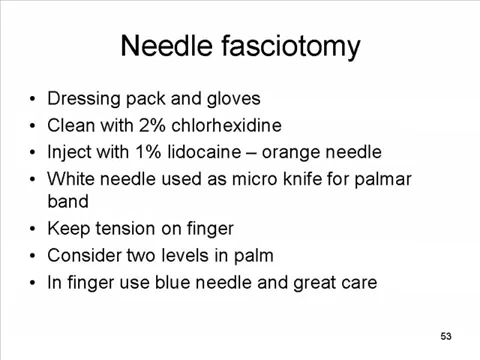 Needle fasciotomy
• Dressing pack and gloves
• Clean with 2% chlorhexidine
• Inject with 1% lidocaine – orange needle
• White needle used as micro knife for palmar
band
• Keep tension on finger
• Consider two levels in palm
• In finger use blue needle and great care
53